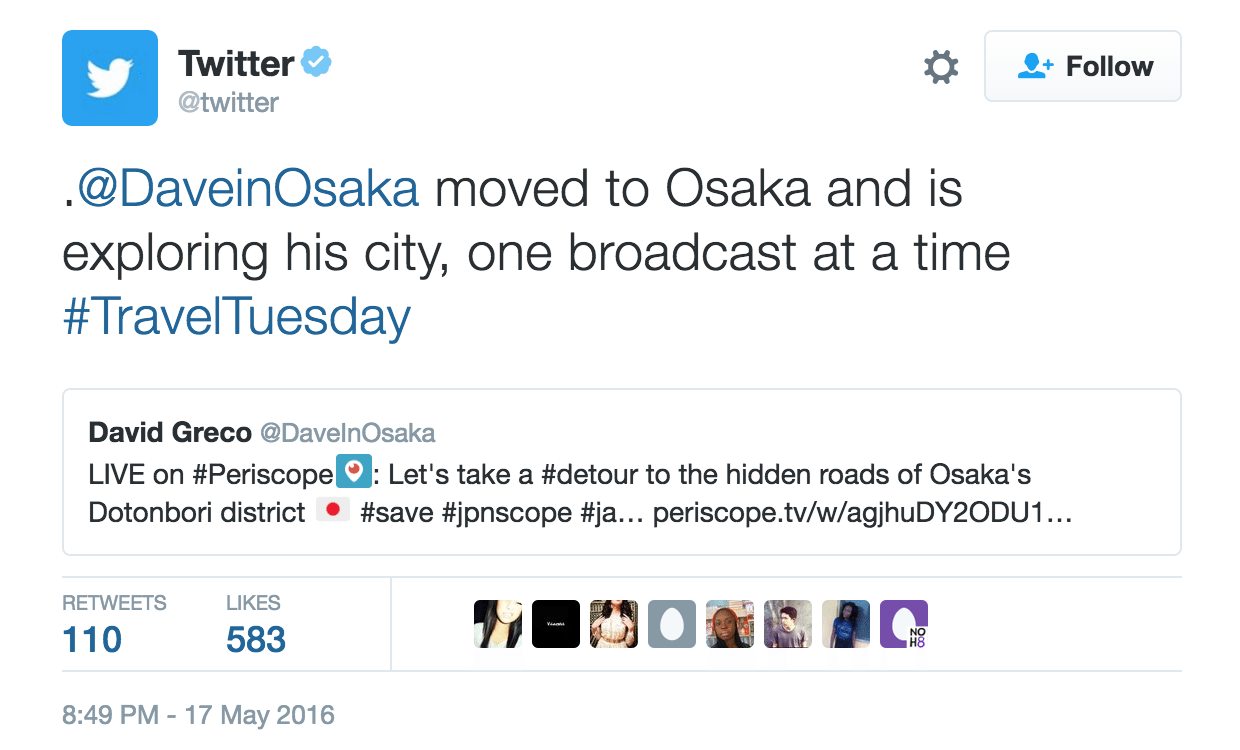 Twitter
@twitter
Follow
.@DaveinOsaka moved to Osaka and is
exploring his city, one broadcast at a time
#TravelTuesday
David Greco @DaveInOsaka
LIVE on #Periscope: Let's take a #detour to the hidden roads of Osaka's
Dotonbori district #save #jpnscope #ja… periscope.tv/w/agjhuDY2ODU1…
RETWEETS LIKES
110 583
NO
H8
8:49 PM - 17 May 2016